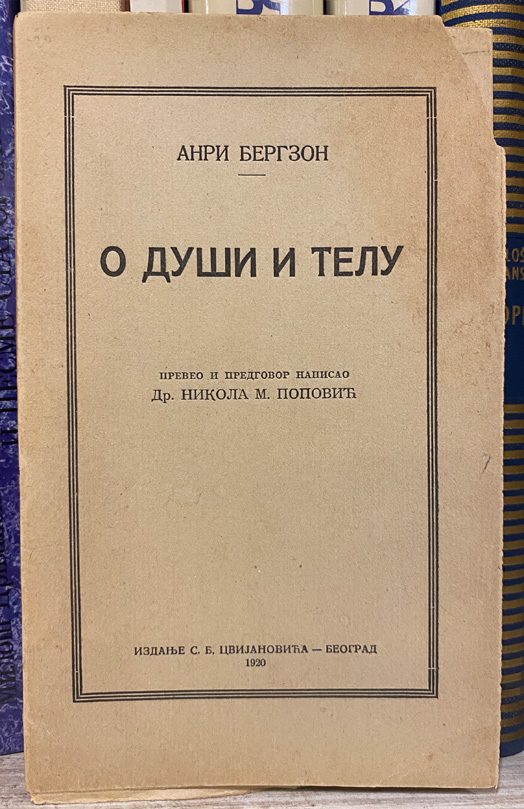 АНРИ БЕРГЗОН
О ДУШИ И ТЕЛУ
ПРЕВЕО И ПРЕДГОВОР НАПИСАО
Др. НИКОЛА М. ПОПОВИЋ
ИЗДАЊЕ С. Б. ЦВИЈАНОВИЋА — БЕОГРАД
1920